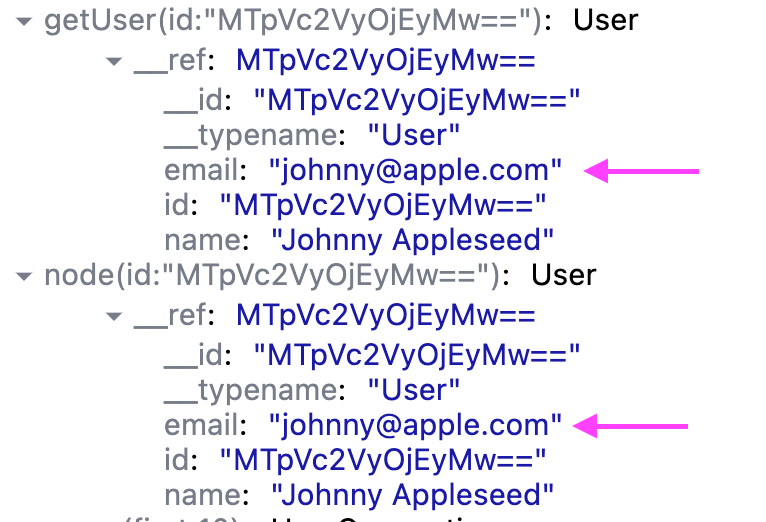 getUser(id:"MTpVc2VyOjEyMw=="): User
__ref: MTpVc2VyOjEyMw==
__id: "MTpVc2VyOjEyMw=="
__typename: "User"
email: "johnny@apple.com"
id: "MTpVc2VyOjEyMw=="
name: "Johnny Appleseed"
node(id:"MTpVc2VyOjEyMw=="): User
__ref: MTpVc2VyOjEyMw==
__id: "MTpVc2VyOjEyMw=="
__typename: "User"
email: "johnny@apple.com"
id: "MTpVc2VyOjEyMw=="
name: "Johnny Appleseed"